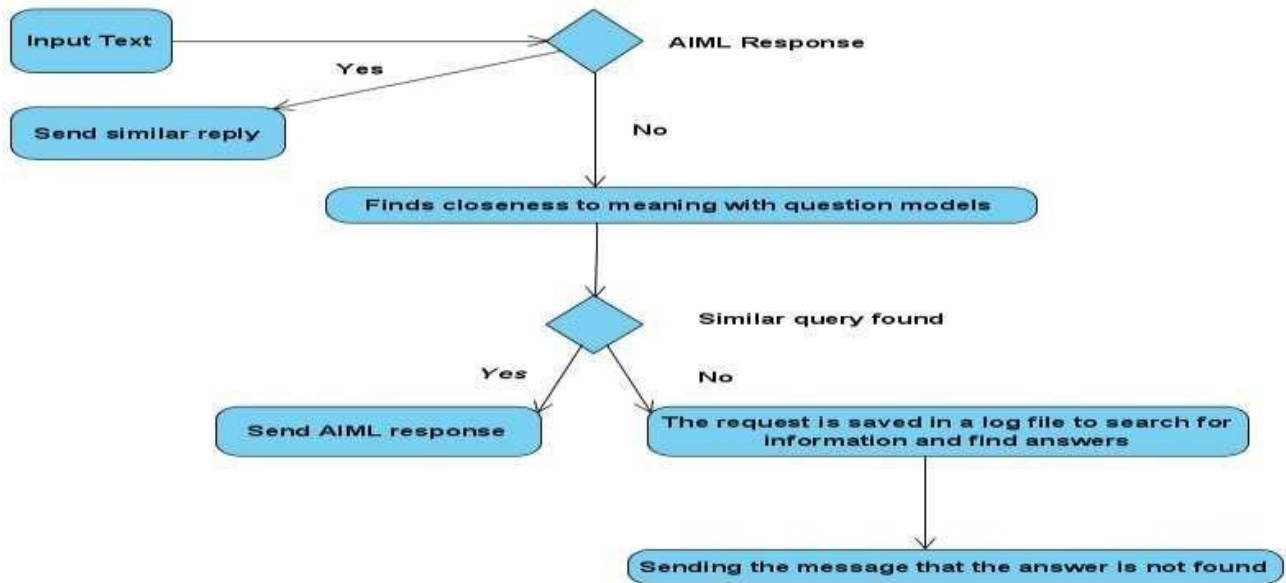 Input Text
AIML Response
Yes
Send similar reply
No
Finds closeness to meaning with question models
Similar query found
Yes
No
Send AIML response
The request is saved in a log file to search for
information and find answers
Sending the message that the answer is not found